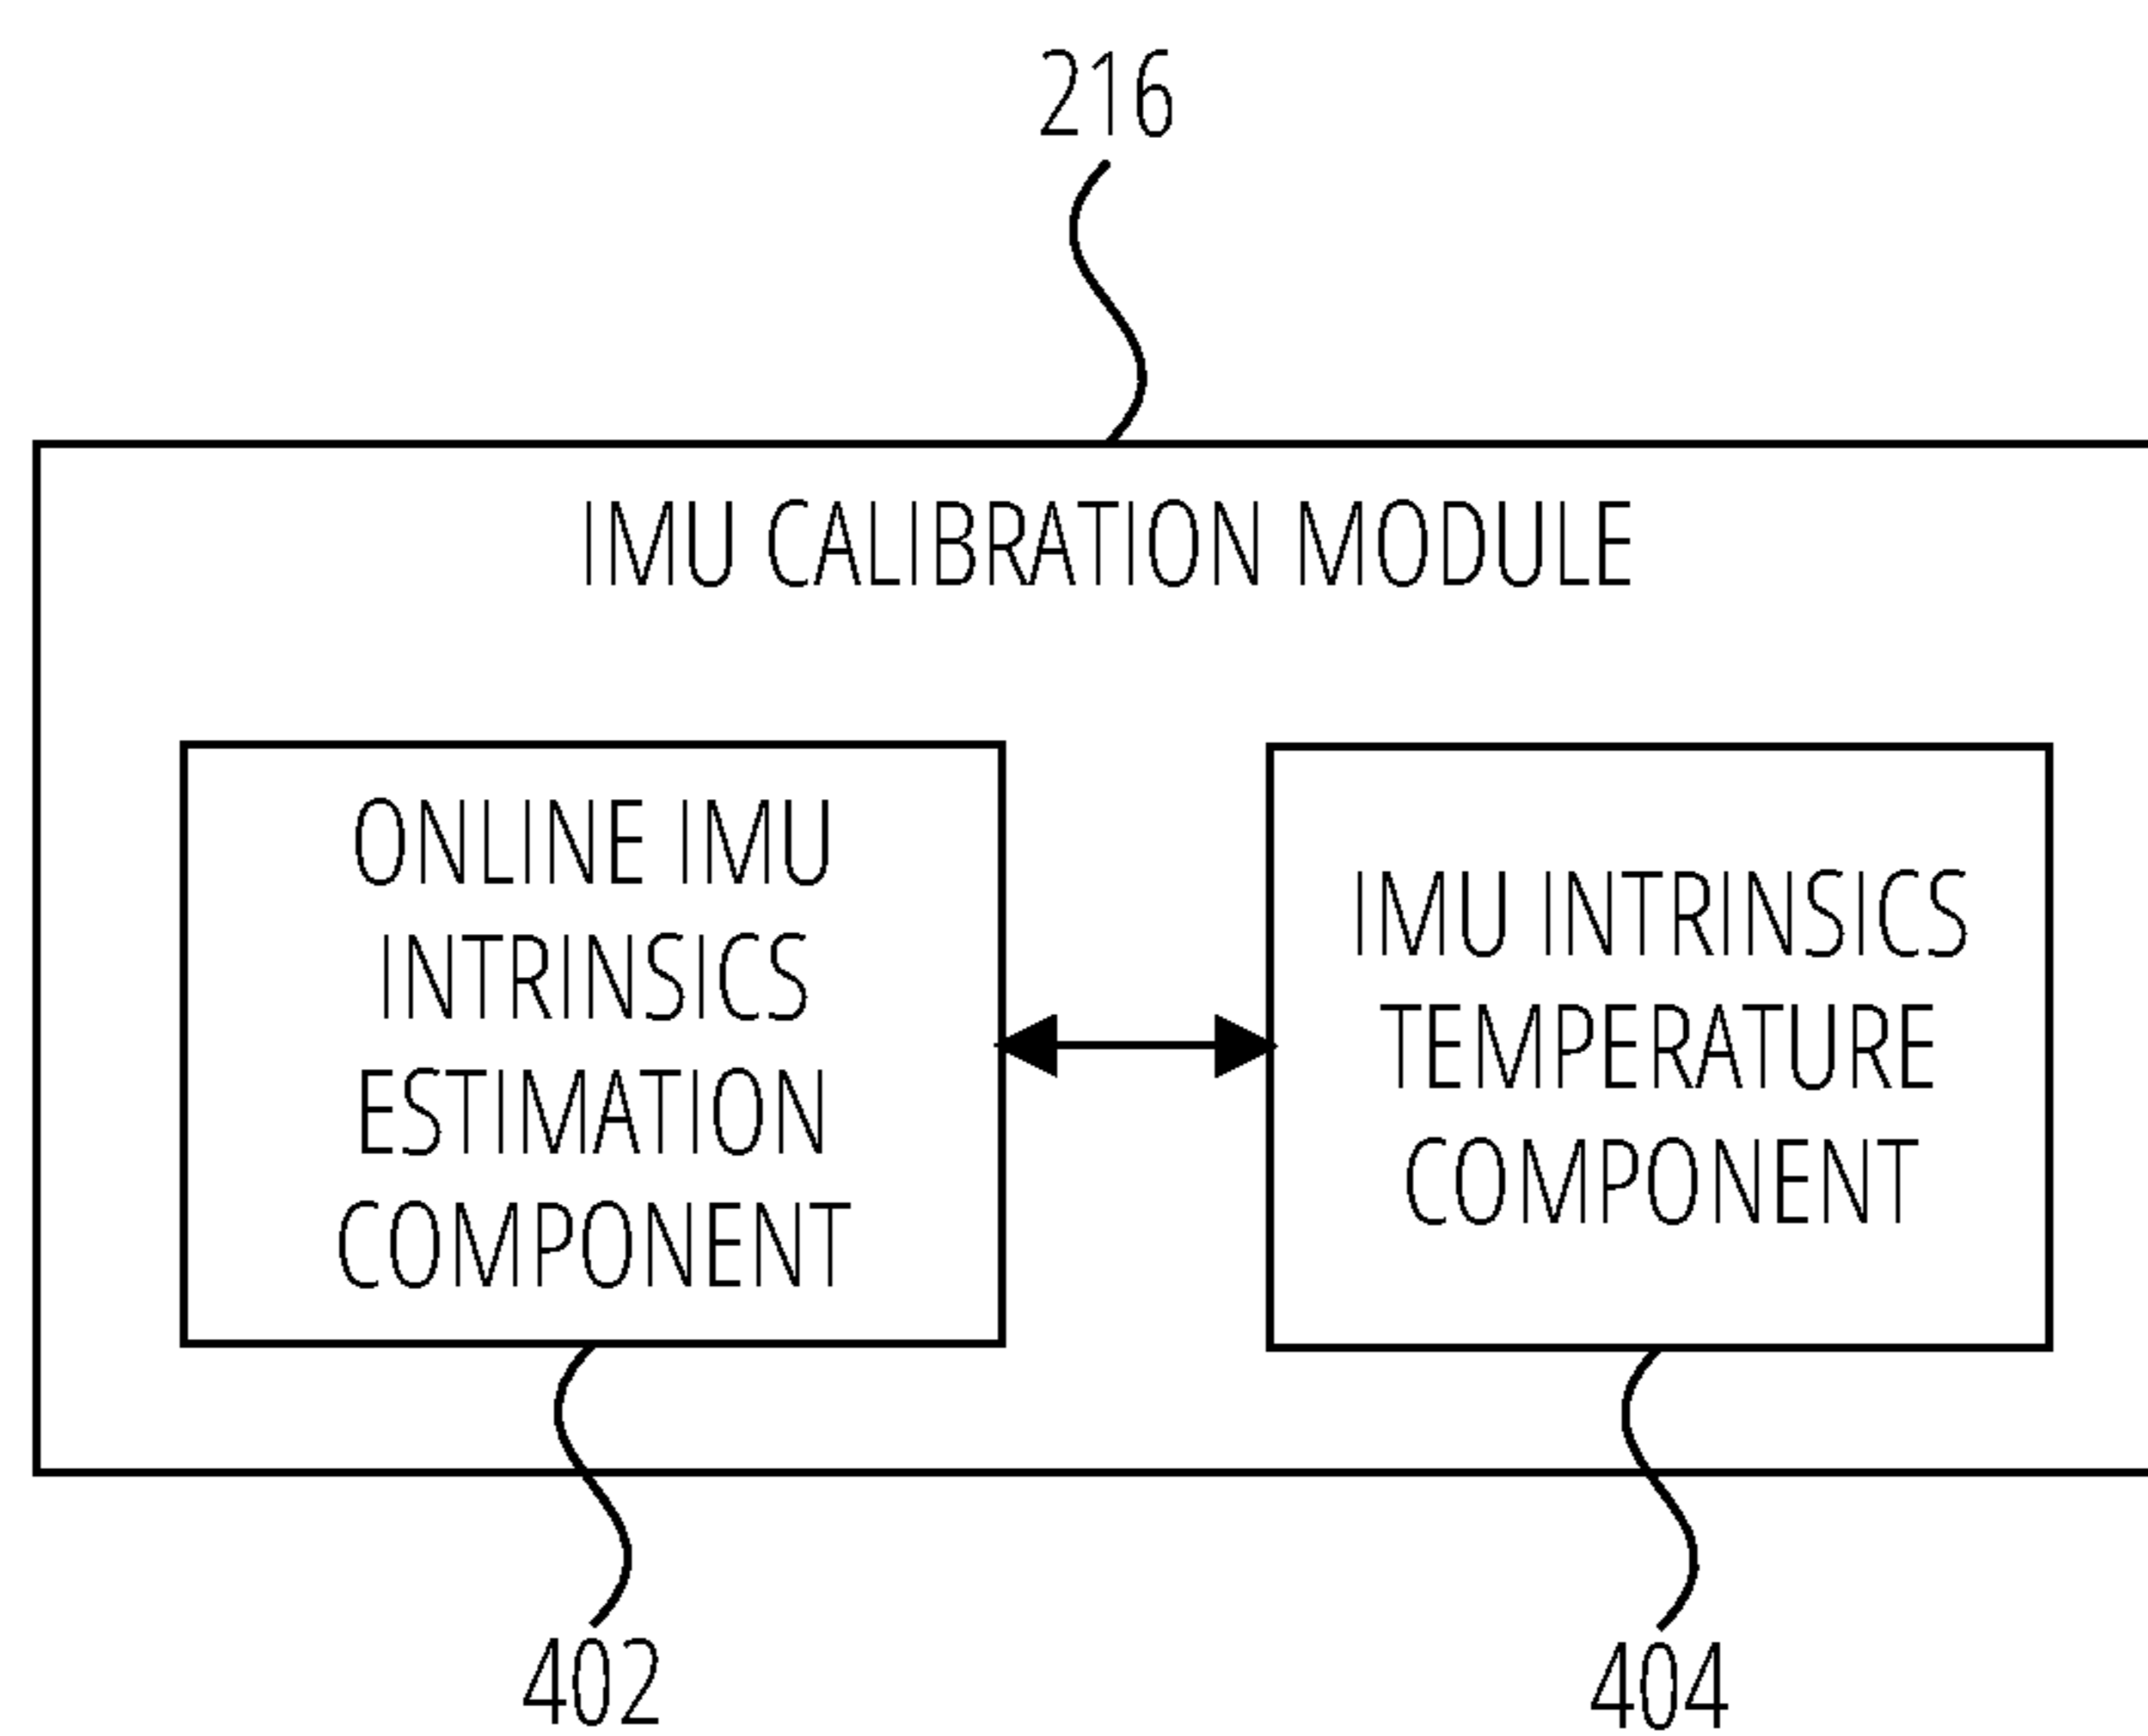 216
IMU CALIBRATION MODULE
ONLINE IMU
INTRINSICS
ESTIMATION
COMPONENT
IMU INTRINSICS
TEMPERATURE
COMPONENT
402
404